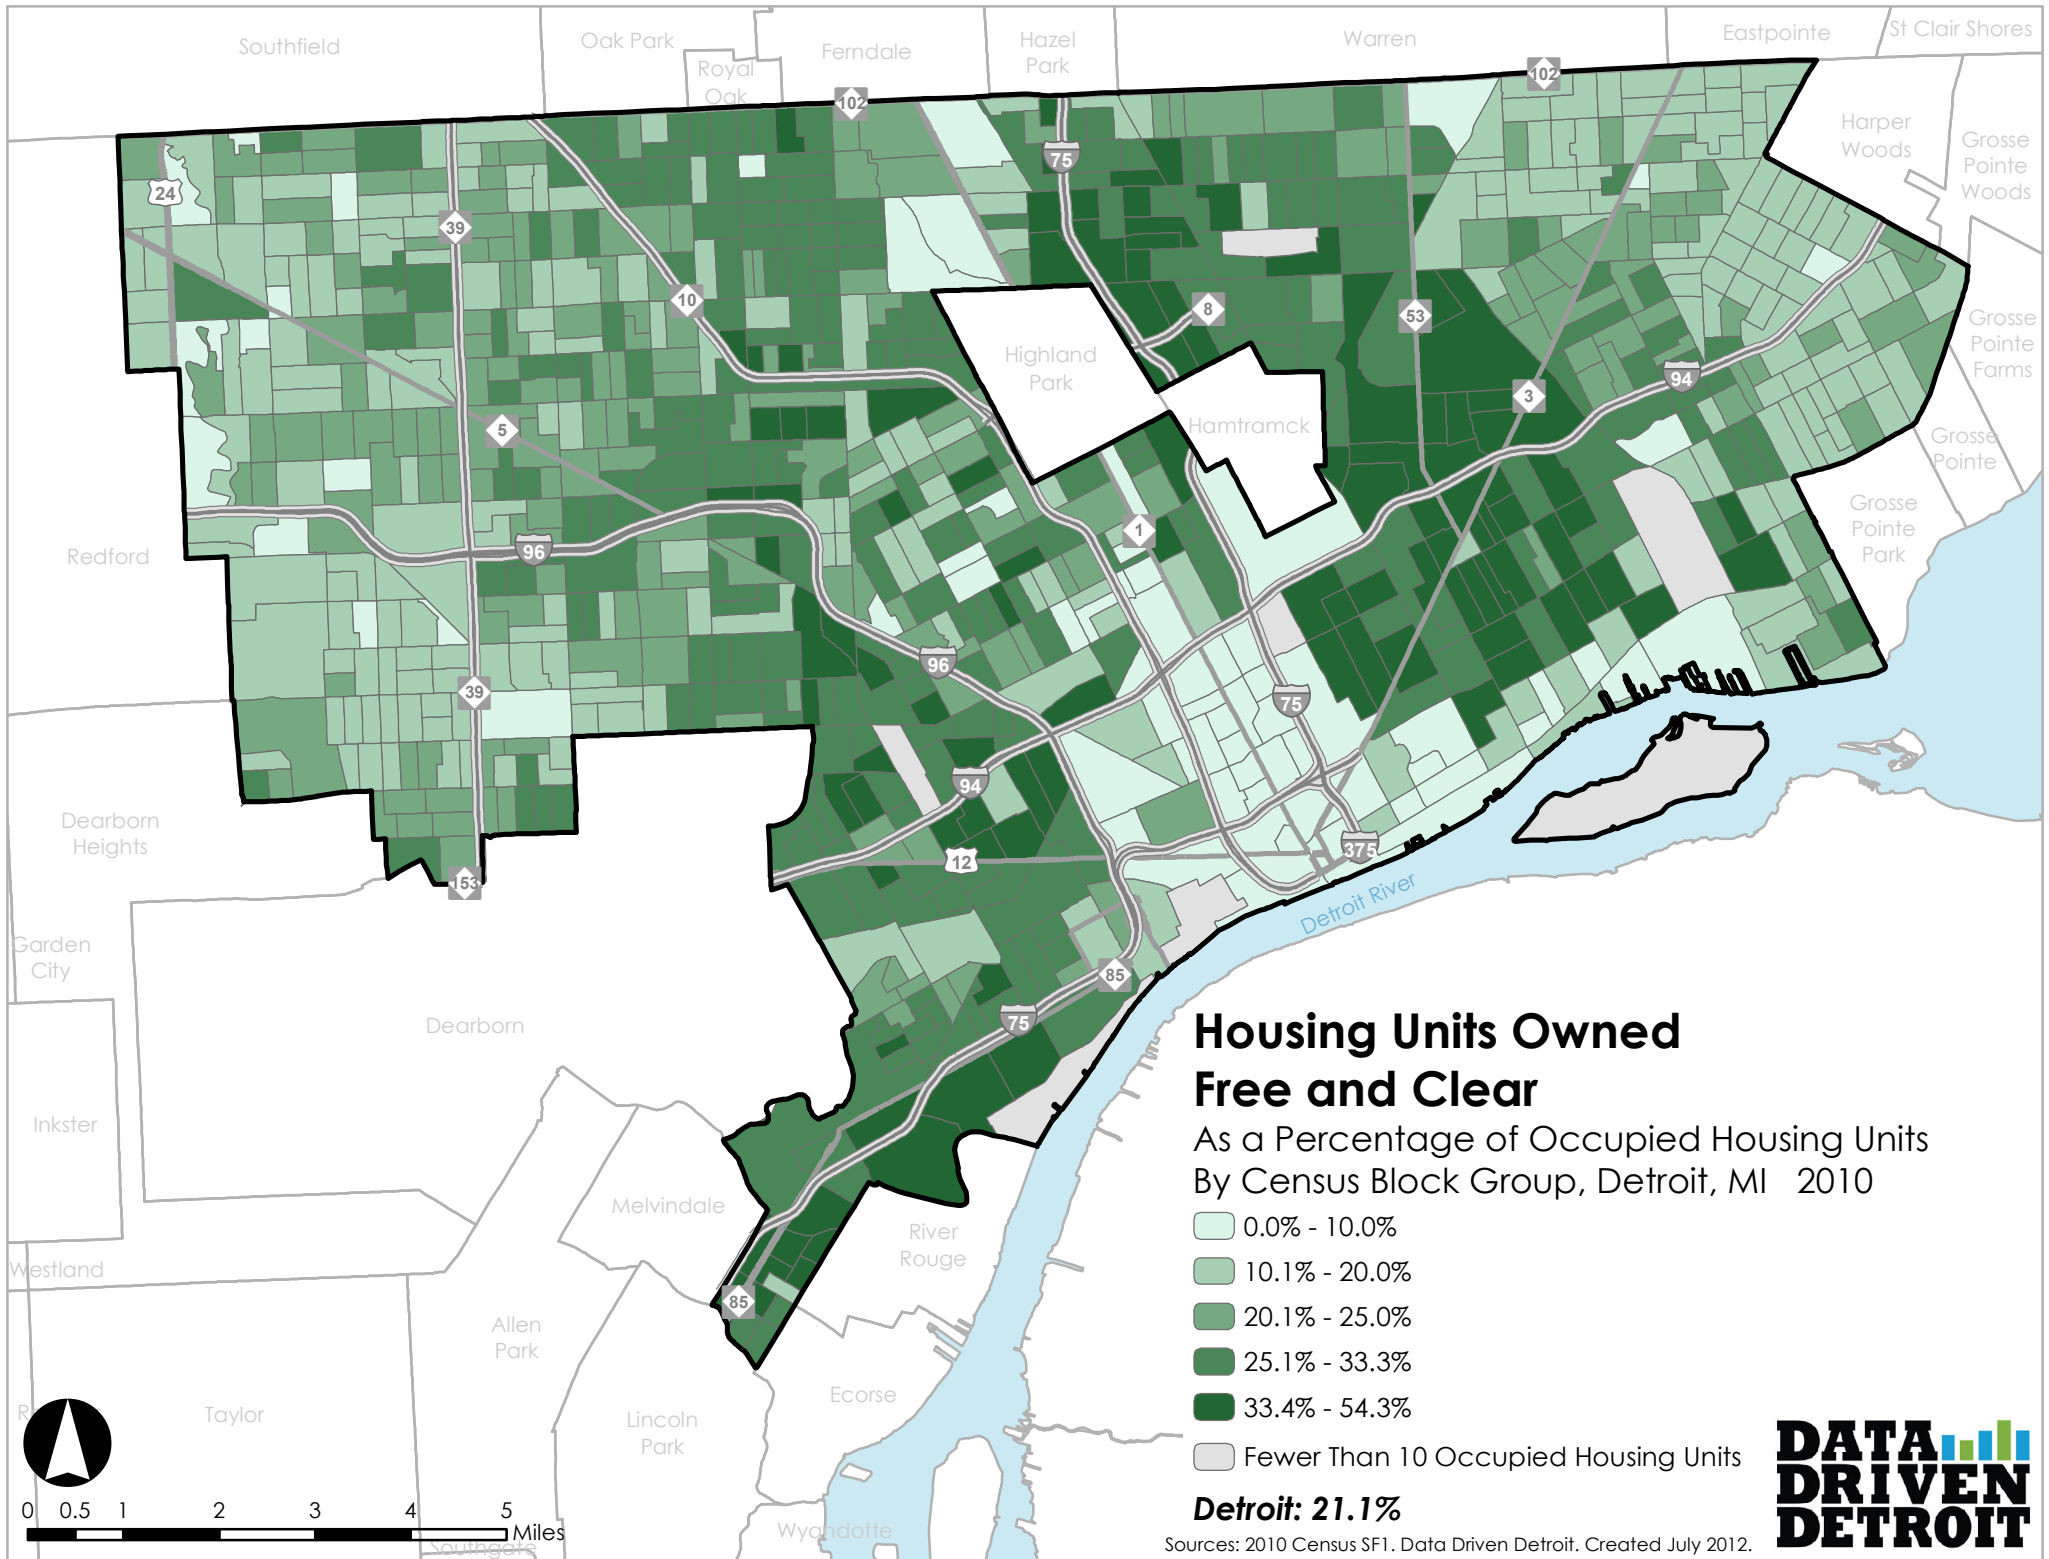 Southfield
Oak Park
Royal
Oak
Ferndale
Hazel
Park
Warren
Eastpointe
St Clair Shores
102
102
Harper
Woods
Grosse
Pointe
Woods
75
24
39
10
8
53
Grosse
Pointe
Farms
Highland
Park
94
3
5
Hamtramck
Grosse
Pointe
Grosse
Pointe
Park
1
96
Redford
96
39
75
94
Dearborn
Heights
12
375
153
Detroit River
Garden
City
85
75
Dearborn
Inkster
Melvindale
River
Rouge
Westland
85
Allen
Park
Ecorse
Taylor
Lincoln
Park
Wyandotte
Southgate
Housing Units Owned
Free and Clear
As a Percentage of Occupied Housing Units
By Census Block Group, Detroit, MI 2010
0.0% - 10.0%
10.1% - 20.0%
20.1% - 25.0%
25.1% - 33.3%
33.4% - 54.3%
Fewer Than 10 Occupied Housing Units
Detroit: 21.1%
Sources: 2010 Census SF1. Data Driven Detroit. Created July 2012.
0 0.5 1 2 3 4 5
Miles
DATA
DRIVEN
DETROIT